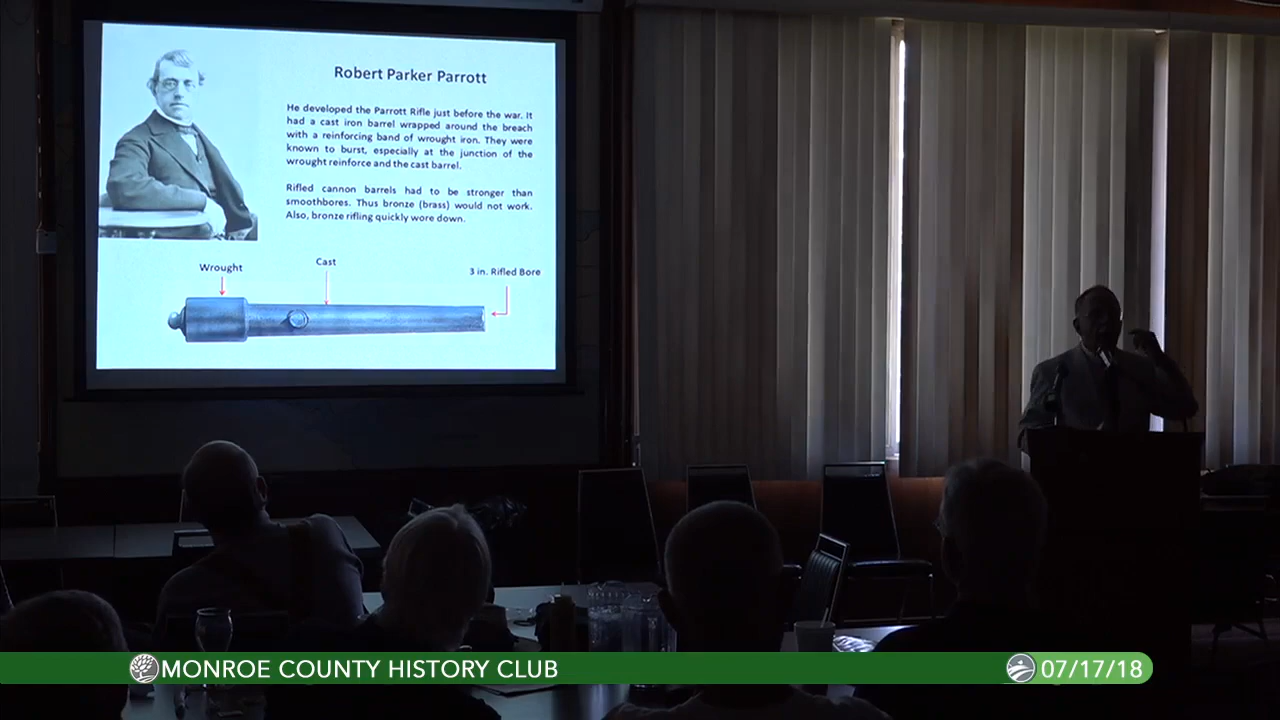 Robert Parker Parrott
He developed the Parrott Rifle just before the war. It
had a cast iron barrel wrapped around the breach
with a reinforcing band of wrought iron. They were
known to burst, especially at the junction of the
wrought reinforce and the cast barrel.
Rifled cannon barrels had to be stronger than
smoothbores. Thus bronze (brass) would not work.
Also, bronze rifling quickly wore down.
Wrought
Cast
3 in. Rifled Bore
MONROE COUNTY HISTORY CLUB
07/17/18